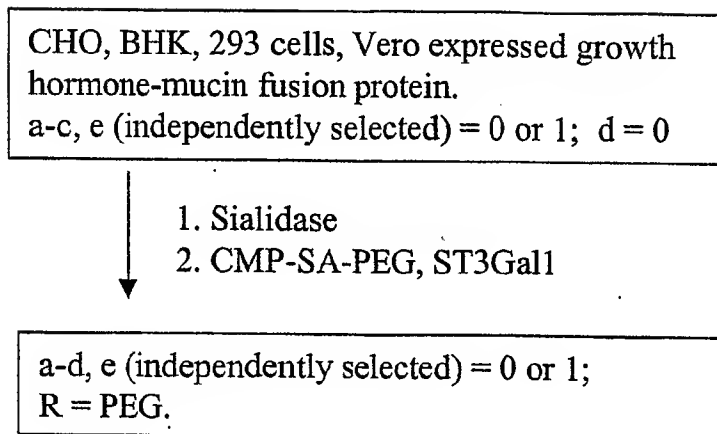 CHO, BHK, 293 cells, Vero expressed growth
hormone-mucin fusion protein.
a-c, e (independently selected) = 0 or 1; d = 0
1. Sialidase
2. CMP-SA-PEG, ST3Gal1
a-d, e (independently selected) = 0 or 1;
R = PEG.